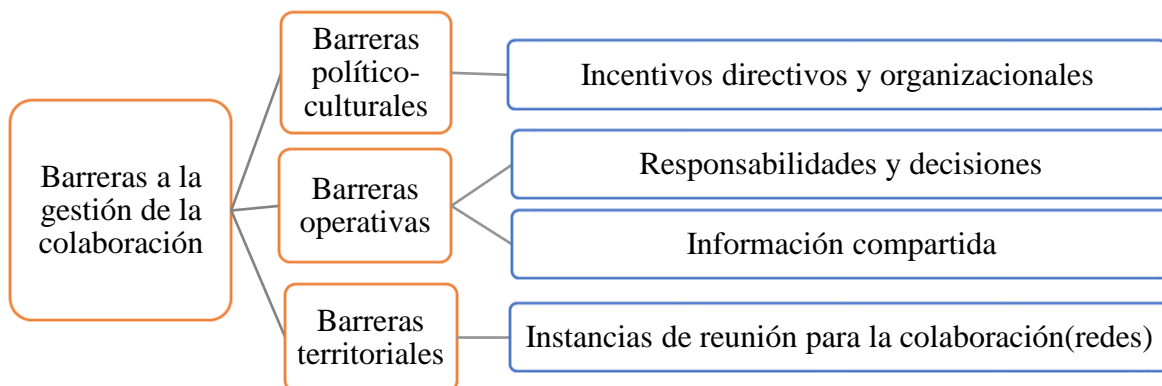 Barreras a la
gestión de la
colaboración
Barreras
político-
culturales
Incentivos directivos y organizacionales
Barreras
operativas
Responsabilidades y decisiones
Información compartida
Barreras
territoriales
Instancias de reunión para la colaboración(redes)